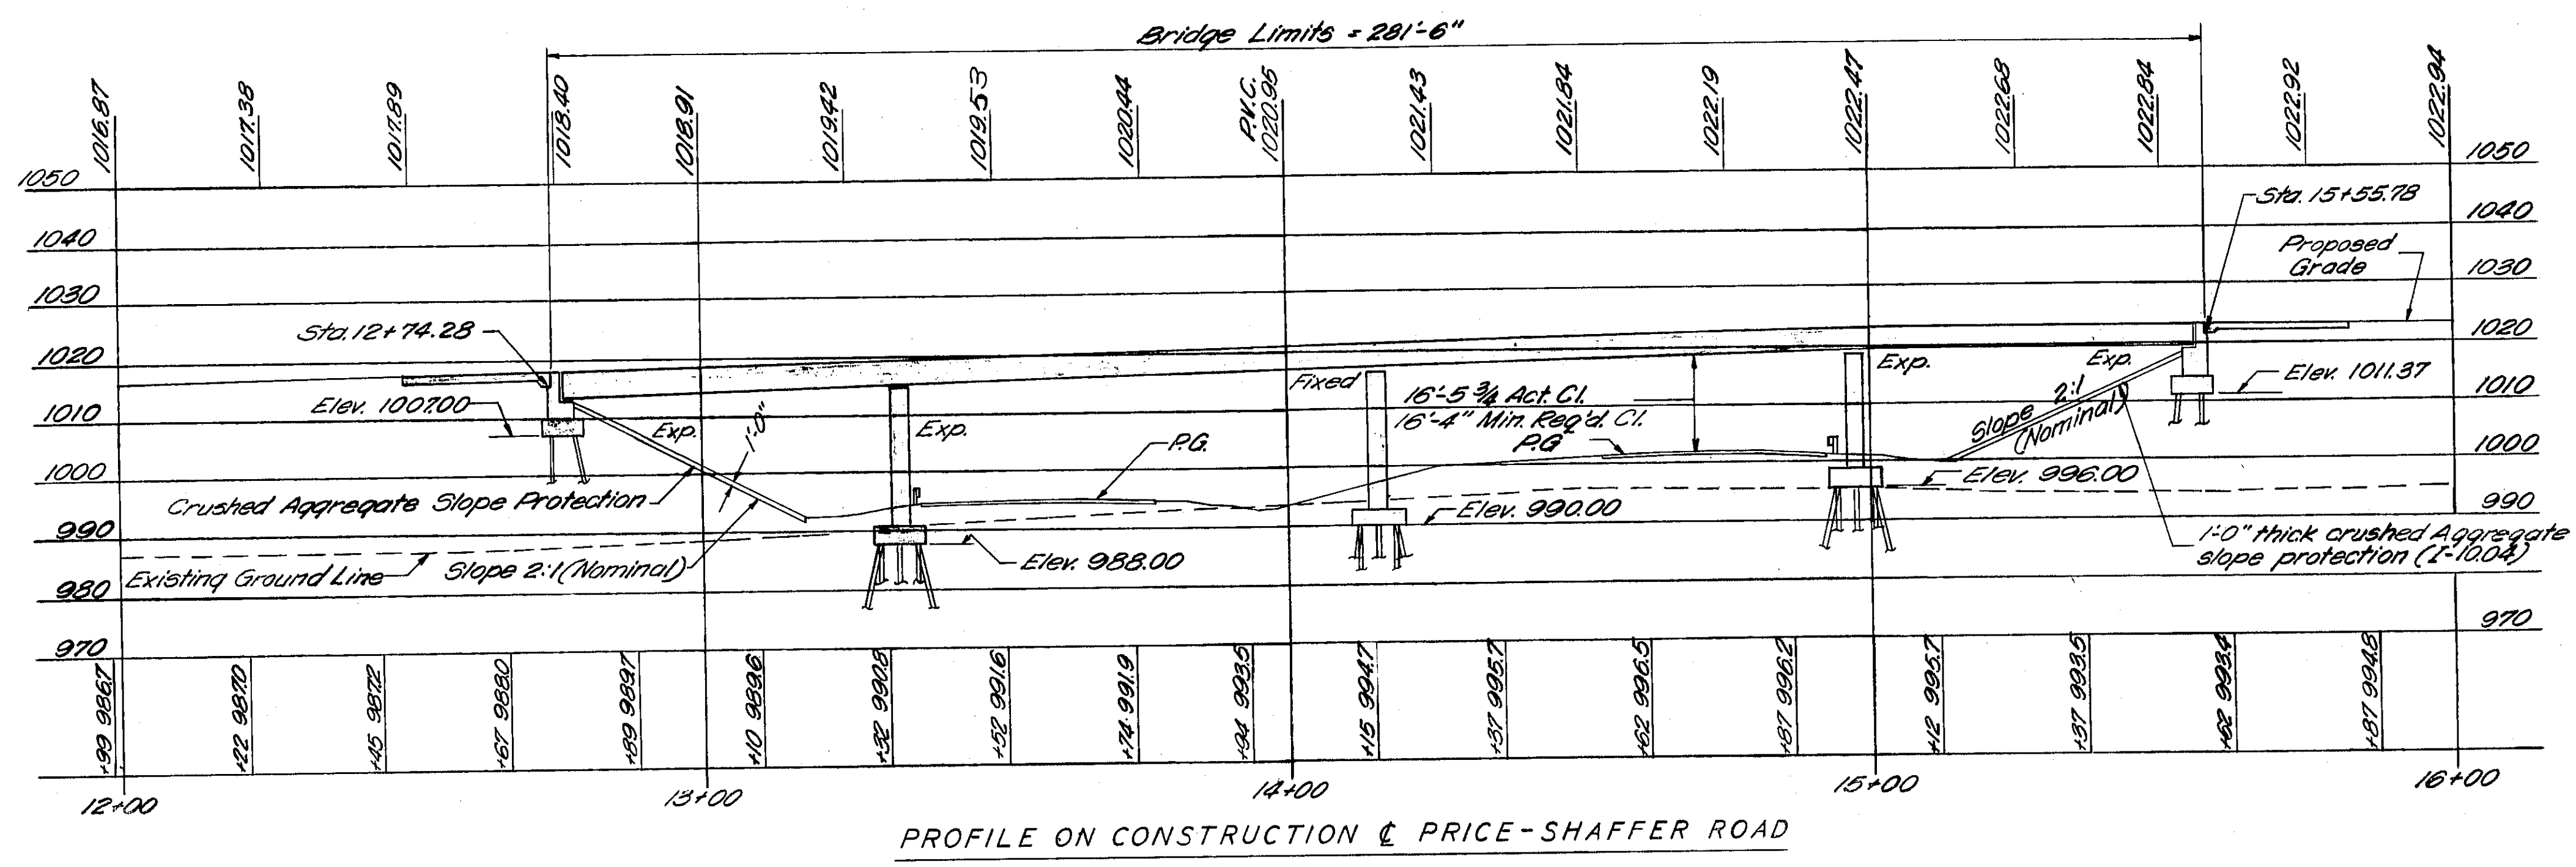 Bridge Limits = 281'-6"
1016.87
1017.38
1017.89
1018.40
1018.91
1019.42
1019.53
1020.44
P.V.C.
1020.95
1021.43
1021.84
1022.19
1022.47
1022.68
1022.84
1022.92
1022.94
1050
1050
1040
1040
1030
1030
1020
1020
1010
1010
1000
1000
990
990
980
970
970
Sta. 15+55.78
Proposed
Grade
Sta. 12+74.28
Elev. 1007.00
Exp.
1'-0"
Exp.
Fixed
16'-5 3/4 Act. Cl.
16'-4" Min. Req'd. Cl.
P.G.
P.G
Exp.
Exp.
Slope 2:1
(Nominal)
Elev. 1011.37
Crushed Aggregate Slope Protection
Elev. 996.00
Elev. 990.00
Elev. 988.00
Existing Ground Line
Slope 2:1 (Nominal)
1'-0" thick crushed Aggregate
slope protection (I-10.04)
+99 986.7
+22 987.0
+45 987.2
+67 988.0
+89 989.7
+10 989.6
+32 990.8
+52 991.6
+74 991.9
+94 993.5
+15 994.7
+37 995.7
+62 996.5
+87 996.2
+12 995.7
+37 993.5
+62 993.4
+87 994.8
12+00
13+00
14+00
15+00
16+00
PROFILE ON CONSTRUCTION ℄ PRICE-SHAFFER ROAD